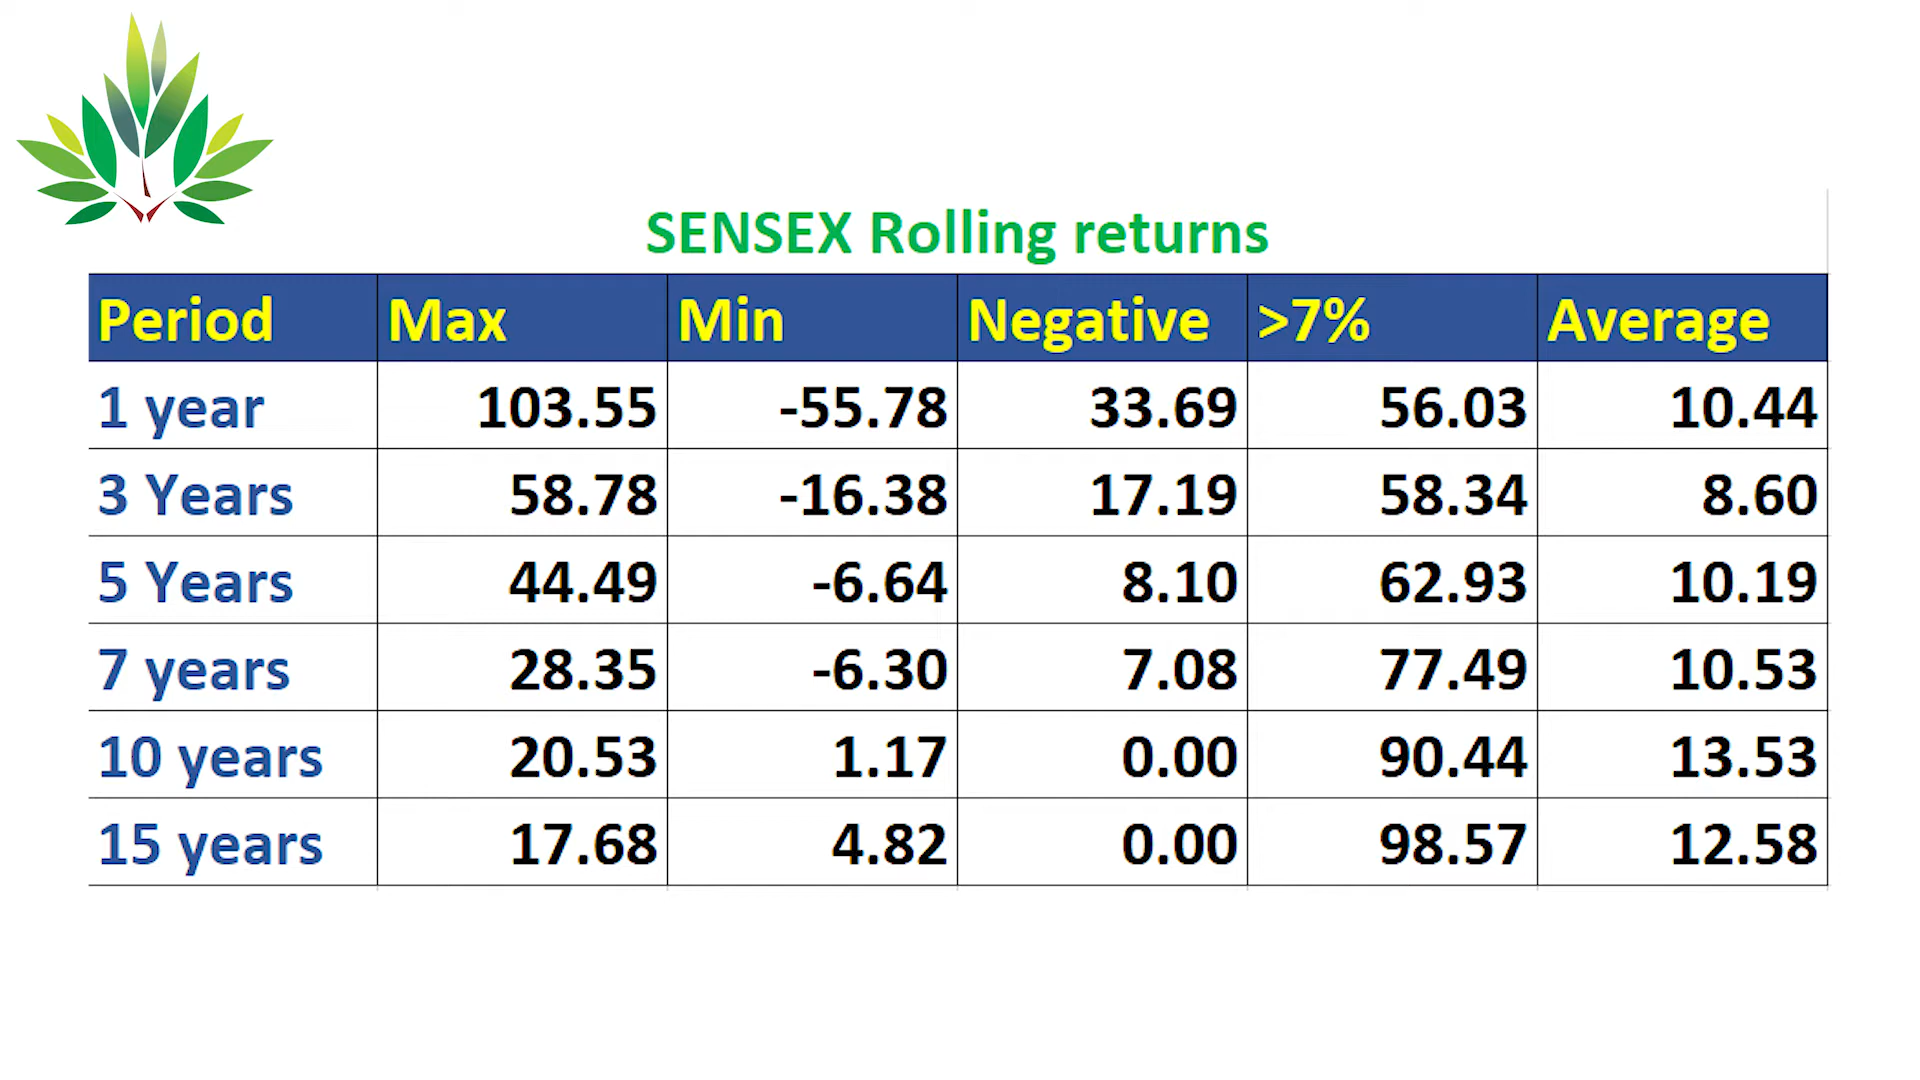 SENSEX Rolling returns
Period Max Min Negative >7% Average
1 year 103.55 -55.78 33.69 56.03 10.44
3 Years 58.78 -16.38 17.19 58.34 8.60
5 Years 44.49 -6.64 8.10 62.93 10.19
7 years 28.35 -6.30 7.08 77.49 10.53
10 years 20.53 1.17 0.00 90.44 13.53
15 years 17.68 4.82 0.00 98.57 12.58